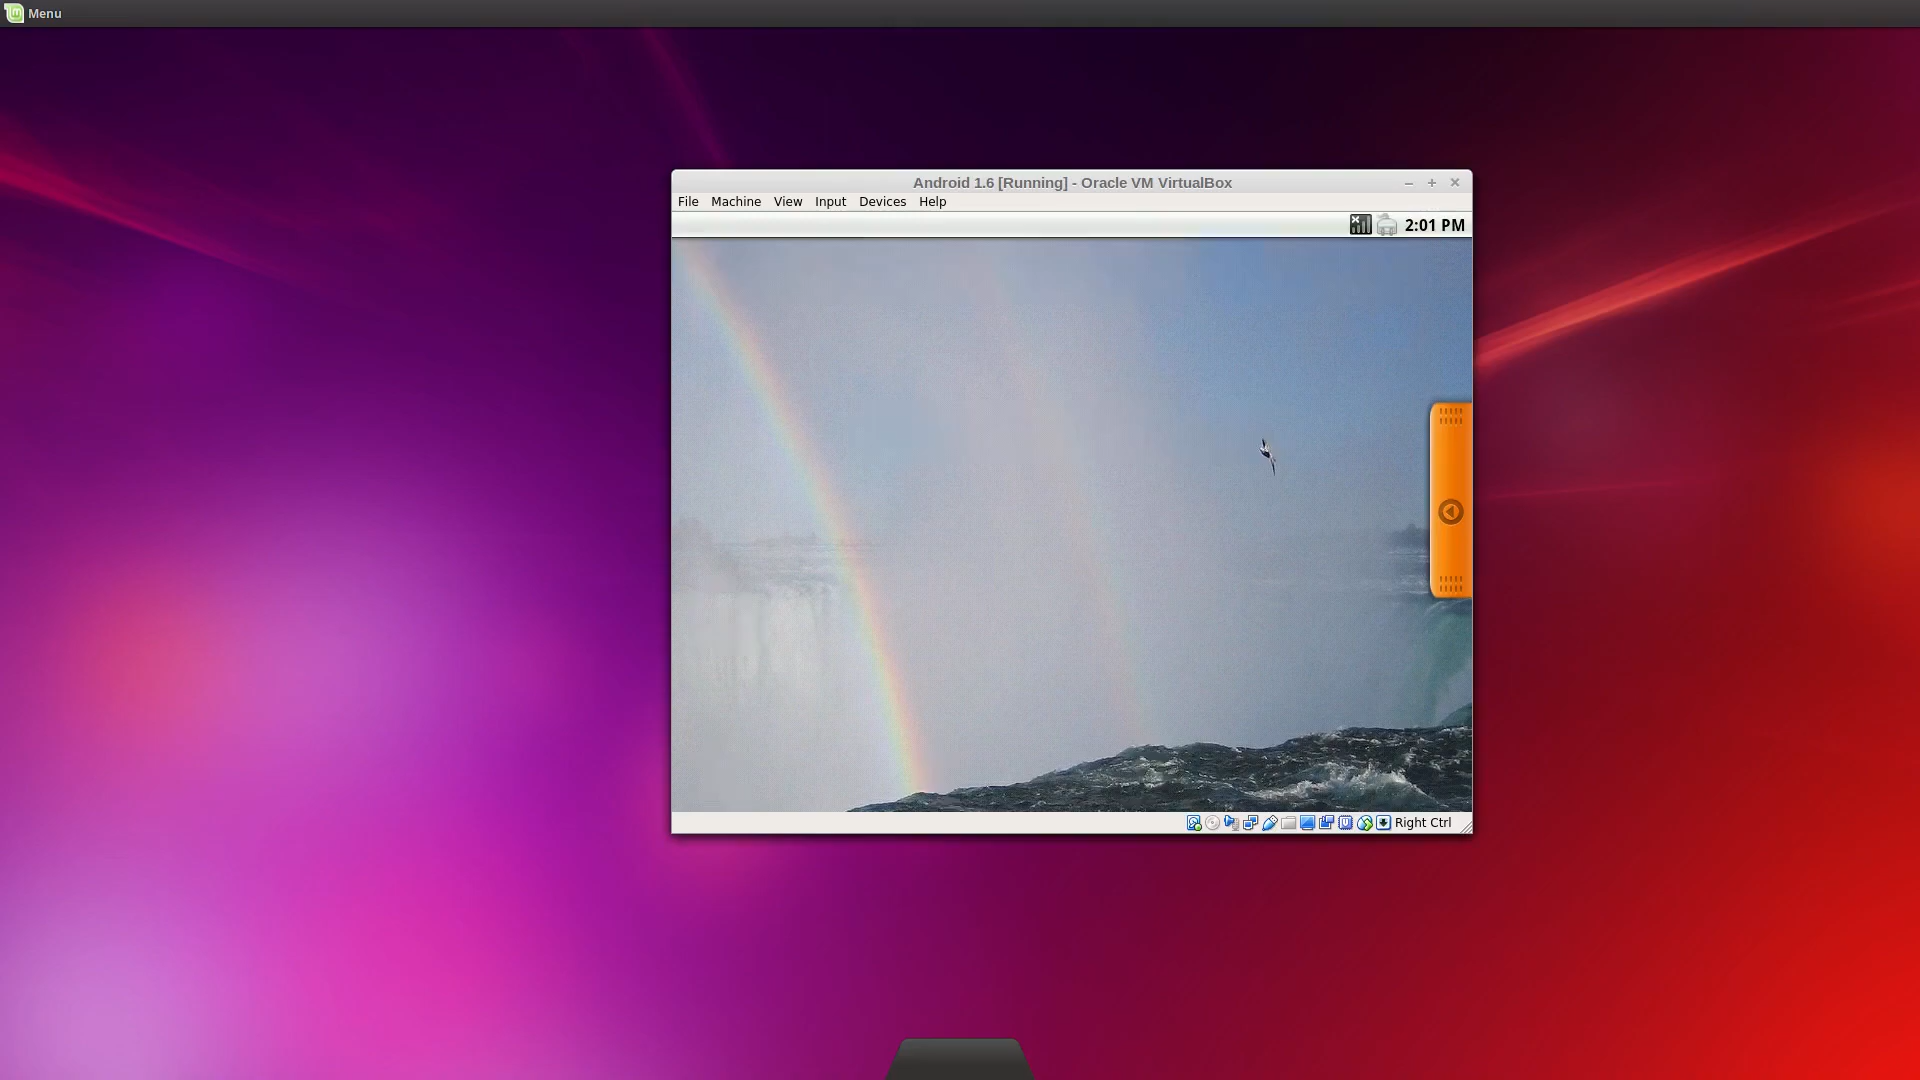 Menu
Android 1.6 [Running] - Oracle VM VirtualBox
File Machine View Input Devices Help
2:01 PM
Right Ctrl